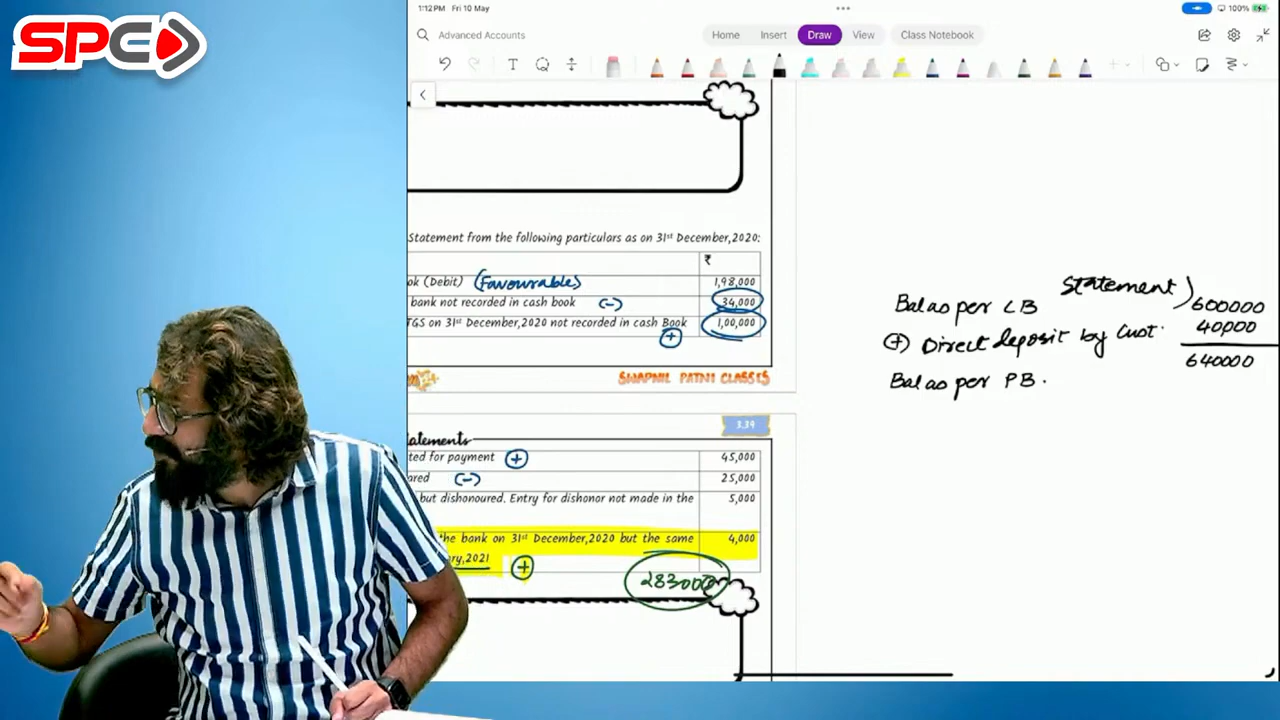 SPC
1:12 PM Fri 10 May
100%
Advanced Accounts
Home Insert Draw View Class Notebook
Statement from the following particulars as on 31st December,2020:
₹
ok (Debit) (Favourable) 1,98,000
bank not recorded in cash book (-) 34,000
TGS on 31st December,2020 not recorded in cash Book 1,00,000
+
SWAPNIL PATNI CLASSES
3.39
tatements
ted for payment + 45,000
ared (-) 25,000
but dishonoured. Entry for dishonor not made in the 5,000
the bank on 31st December,2020 but the same 4,000
ry,2021 +
283000
Statement)
Bal as per CB 600000
(+) Direct deposit by Cust. 40000
640000
Bal as per PB.